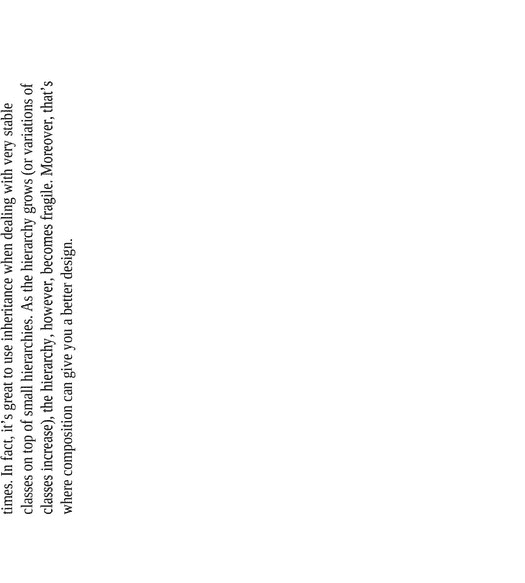 times. In fact, it’s great to use inheritance when dealing with very stable
classes on top of small hierarchies. As the hierarchy grows (or variations of
classes increase), the hierarchy, however, becomes fragile. Moreover, that’s
where composition can give you a better design.